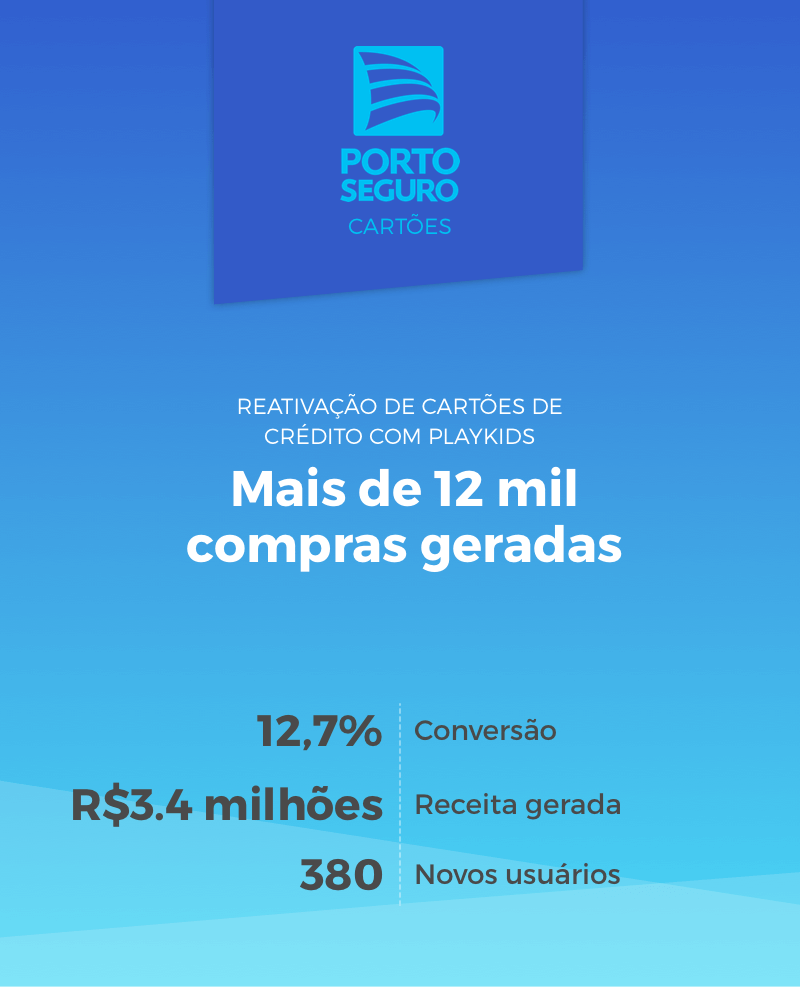 PORTO
SEGURO
CARTÕES
REATIVAÇÃO DE CARTÕES DE
CRÉDITO COM PLAYKIDS
Mais de 12 mil
compras geradas
12,7% Conversão
R$3.4 milhões Receita gerada
380 Novos usuários